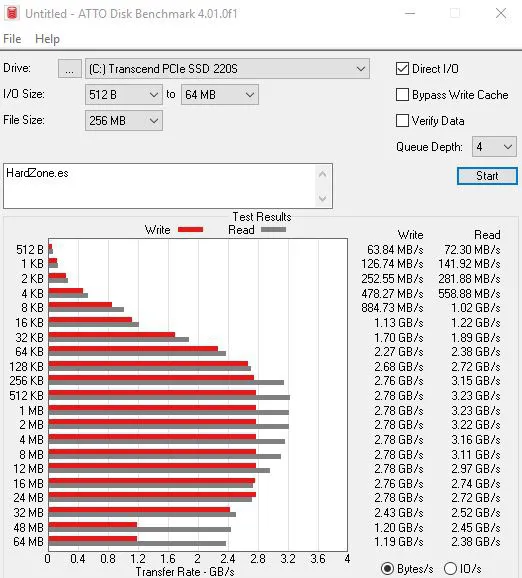 Untitled - ATTO Disk Benchmark 4.01.0f1
File Help
Drive: ... (C:) Transcend PCIe SSD 220S
I/O Size: 512 B to 64 MB
File Size: 256 MB
Direct I/O
Bypass Write Cache
Verify Data
Queue Depth: 4
Start
HardZone.es
Test Results
Write Read Write Read
512 B 63.84 MB/s 72.30 MB/s
1 KB 126.74 MB/s 141.92 MB/s
2 KB 252.55 MB/s 281.88 MB/s
4 KB 478.27 MB/s 558.88 MB/s
8 KB 884.73 MB/s 1.02 GB/s
16 KB 1.13 GB/s 1.22 GB/s
32 KB 1.70 GB/s 1.89 GB/s
64 KB 2.27 GB/s 2.38 GB/s
128 KB 2.68 GB/s 2.72 GB/s
256 KB 2.76 GB/s 3.15 GB/s
512 KB 2.78 GB/s 3.23 GB/s
1 MB 2.78 GB/s 3.23 GB/s
2 MB 2.78 GB/s 3.22 GB/s
4 MB 2.78 GB/s 3.16 GB/s
8 MB 2.78 GB/s 3.11 GB/s
12 MB 2.78 GB/s 2.97 GB/s
16 MB 2.76 GB/s 2.74 GB/s
24 MB 2.78 GB/s 2.72 GB/s
32 MB 2.43 GB/s 2.52 GB/s
48 MB 1.20 GB/s 2.45 GB/s
64 MB 1.19 GB/s 2.38 GB/s
0 0.4 0.8 1.2 1.6 2 2.4 2.8 3.2 3.6 4
Transfer Rate - GB/s
Bytes/s IO/s